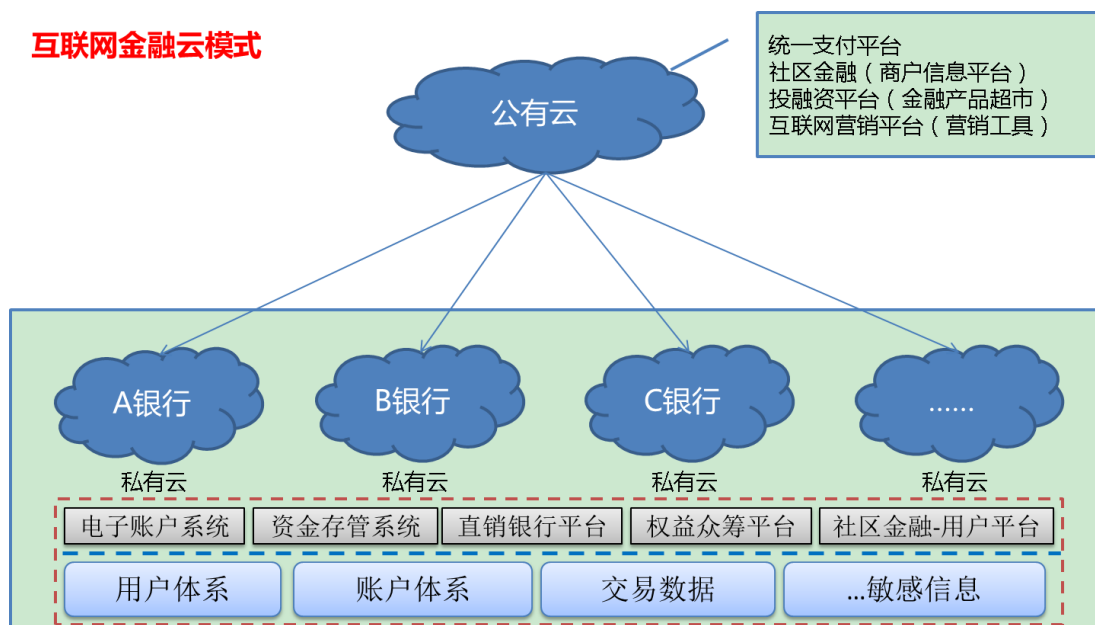 互联网金融云模式
统一支付平台
社区金融（商户信息平台）
投融资平台（金融产品超市）
互联网营销平台（营销工具）
公有云
A银行
B银行
C银行
......
私有云
私有云
私有云
私有云
电子账户系统
资金存管系统
直销银行平台
权益众筹平台
社区金融-用户平台
用户体系
账户体系
交易数据
...敏感信息